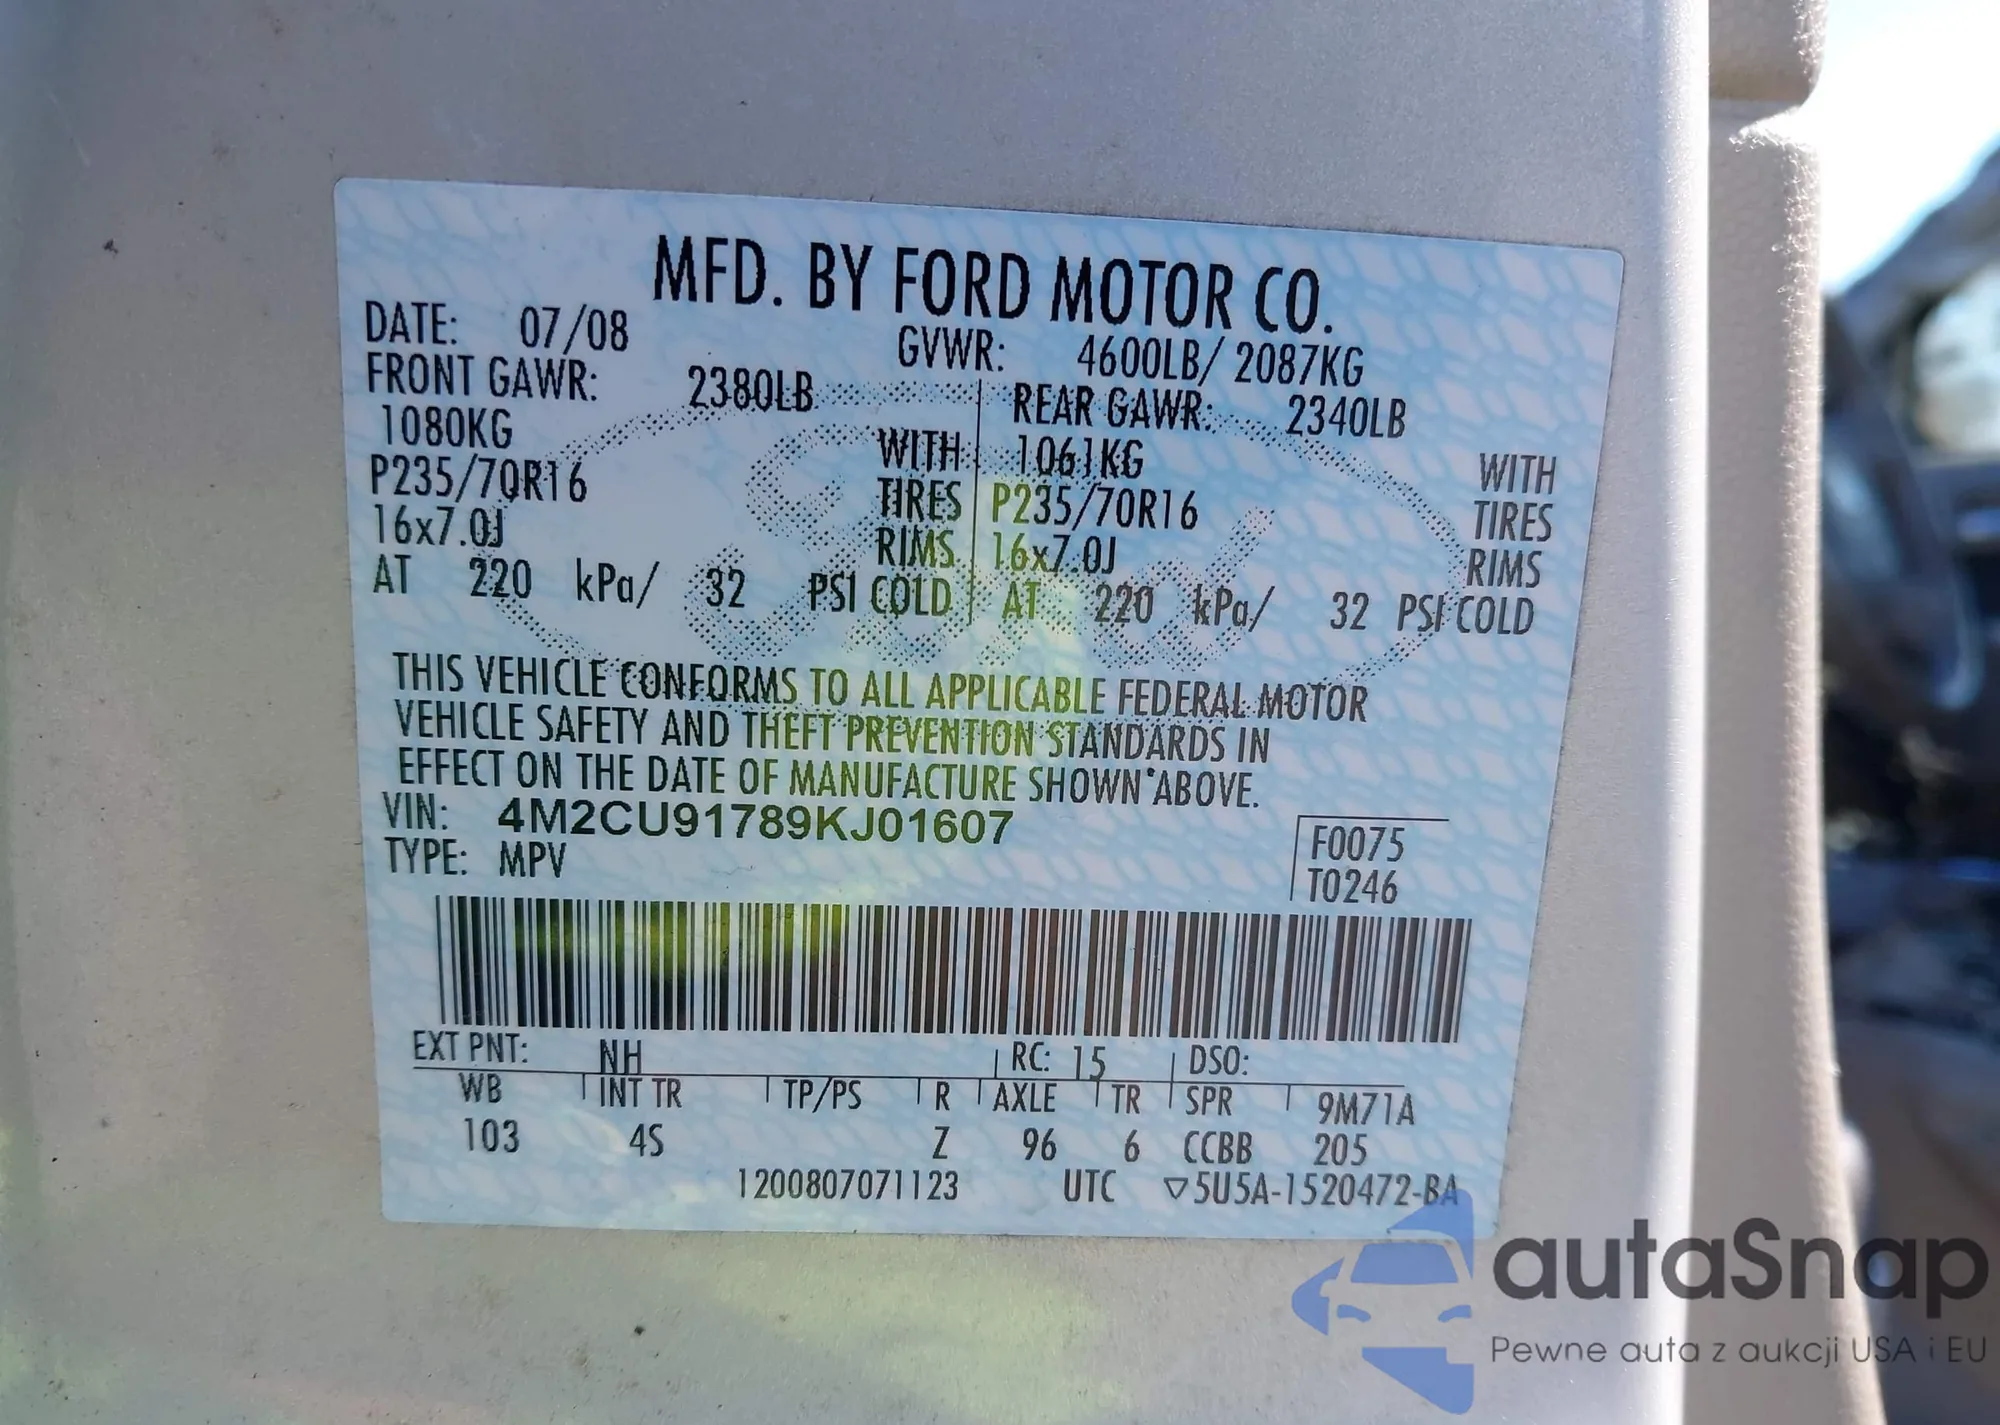 MFD. BY FORD MOTOR CO.
DATE: 07/08 GVWR: 4600LB/ 2087KG
FRONT GAWR: 2380LB REAR GAWR: 2340LB
1080KG WITH 1061KG WITH
P235/70R16 TIRES P235/70R16 TIRES
16x7.0J RIMS 16x7.0J RIMS
AT 220 kPa/ 32 PSI COLD AT 220 kPa/ 32 PSI COLD
THIS VEHICLE CONFORMS TO ALL APPLICABLE FEDERAL MOTOR
VEHICLE SAFETY AND THEFT PREVENTION STANDARDS IN
EFFECT ON THE DATE OF MANUFACTURE SHOWN ABOVE.
VIN: 4M2CU91789KJ01607
TYPE: MPV
F0075
T0246
EXT PNT: NH RC: 15 DSO:
WB INT TR TP/PS R AXLE TR SPR 9M71A
103 4S Z 96 6 CCBB 205
1200807071123 UTC ▽5U5A-1520472-BA
Ford
autaSnap
Pewne auta z aukcji USA i EU